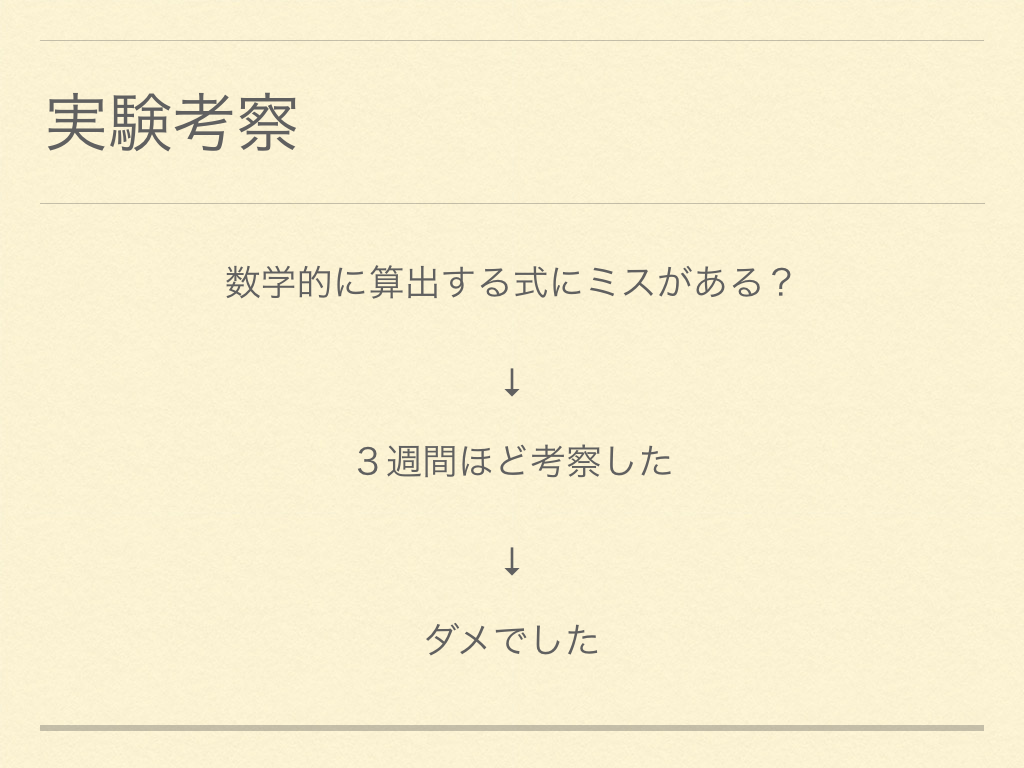 実験考察
数学的に算出する式にミスがある？
↓
３週間ほど考察した
↓
ダメでした